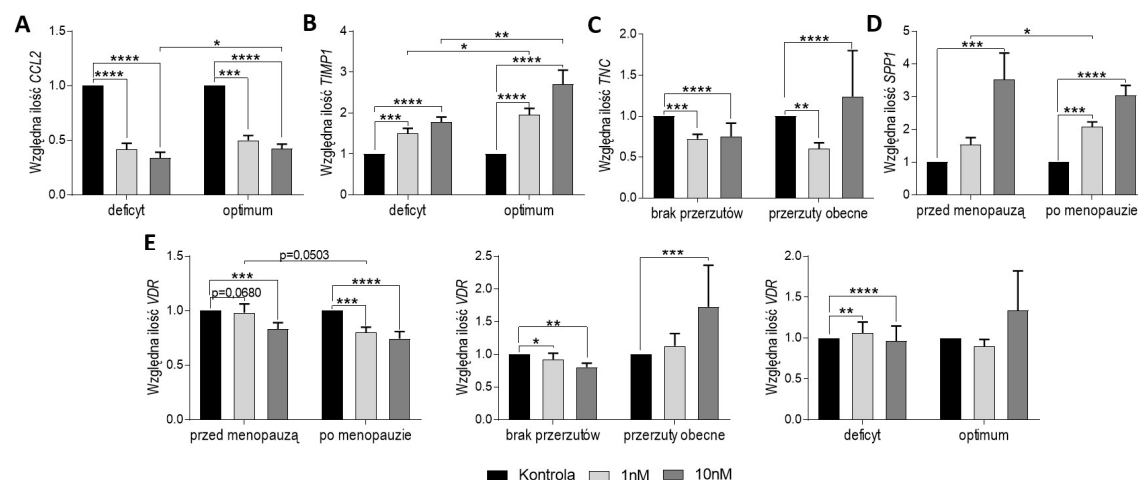 A
Względna ilość CCL2
1.5
1.0
0.5
0.0
****
****
***
****
*
deficyt
optimum
B
Względna ilość TIMP1
4
3
2
1
0
***
****
****
****
*
**
deficyt
optimum
C
Względna ilość TNC
2.0
1.5
1.0
0.5
0.0
***
****
**
****
brak przerzutów
przerzuty obecne
D
Względna ilość SPP1
5
4
3
2
1
0
***
*
***
****
przed menopauzą
po menopauzie
E
Względna ilość VDR
1.5
1.0
0.5
0.0
p=0,0503
***
p=0,0680
****
***
przed menopauzą
po menopauzie
Względna ilość VDR
2.5
2.0
1.5
1.0
0.5
0.0
**
*
***
brak przerzutów
przerzuty obecne
Względna ilość VDR
2.0
1.5
1.0
0.5
0.0
****
**
deficyt
optimum
Kontrola 1nM 10nM